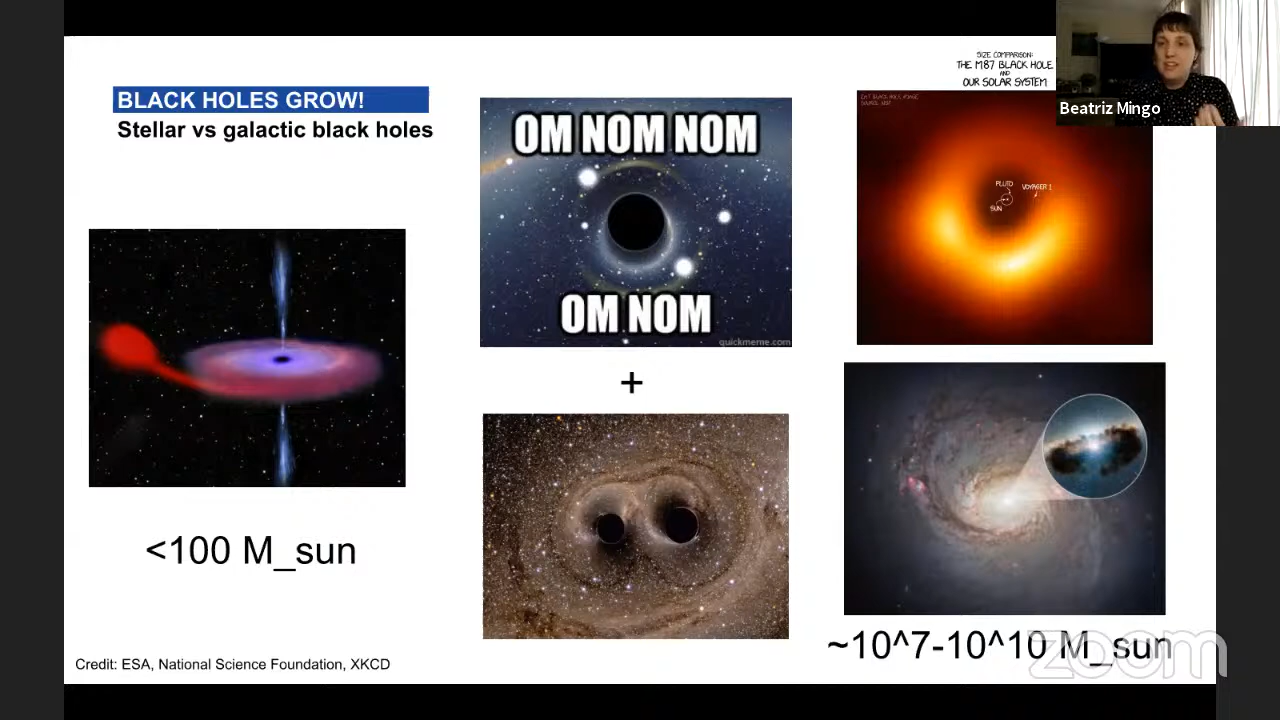 BLACK HOLES GROW!
Stellar vs galactic black holes
OM NOM NOM
OM NOM
quickmeme.com
+
SIZE COMPARISON:
THE M87 BLACK HOLE
AND
OUR SOLAR SYSTEM
PLUTO
VOYAGER 1
SUN
Beatriz Mingo
<100 M_sun
~10^7-10^10 M_sun
zoom
Credit: ESA, National Science Foundation, XKCD